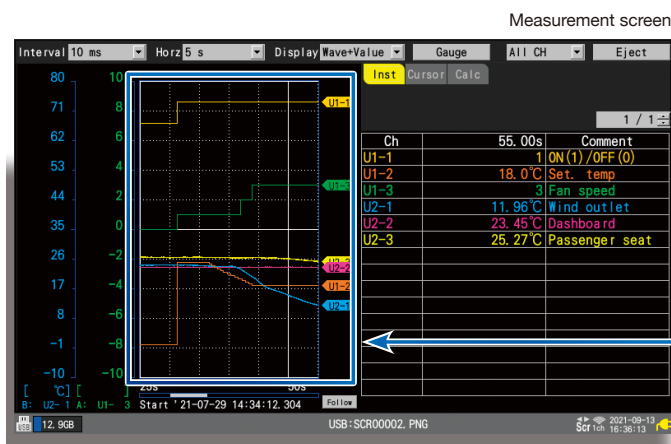 Measurement screen
Interval 10 ms Horz 5 s Display Wave+Value Gauge All CH Eject
Inst Cursor Calc
1 / 1
80 10
71 8
62 6
53 4
44 2
35 0
26 -2
17 -4
8 -6
-1 -8
-10 -10
U1-1
U1-3
U2-3
U2-2
U1-2
U2-1
Ch 55.00s Comment
U1-1 1 ON(1)/OFF(0)
U1-2 18.0℃ Set. temp
U1-3 3 Fan speed
U2-1 11.96℃ Wind outlet
U2-2 23.45℃ Dashboard
U2-3 25.27℃ Passenger seat
25s 50s
[ ℃] [ ]
B: U2- 1 A: U1- 3 Start '21-07-29 14:34:12.304 Follow
USB 12.9GB USB:SCR00002.PNG Scr 1ch 2021-09-13 16:36:13